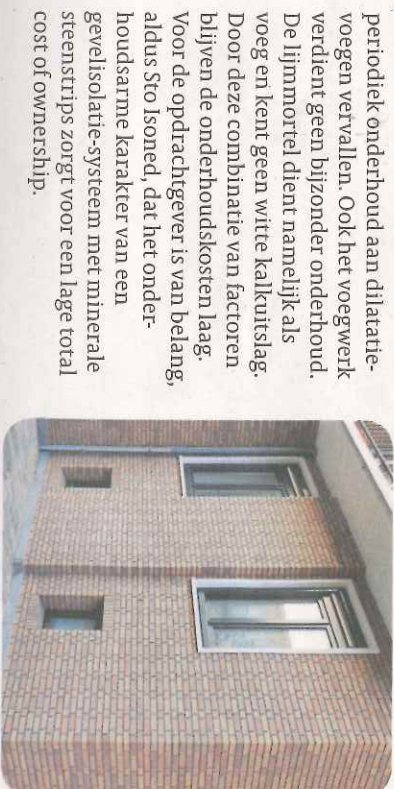 periodiek onderhoud aan dilatatie-
voegen vervallen. Ook het voegwerk
verdient geen bijzonder onderhoud.
De lijmmortel dient namelijk als
voeg en kent geen witte kalkuitslag.
Door deze combinatie van factoren
blijven de onderhoudskosten laag.
Voor de opdrachtgever is van belang,
aldus Sto Isoned, dat het onder-
houdsarme karakter van een
gevelisolatie-systeem met minerale
steenstrips zorgt voor een lage total
cost of ownership.